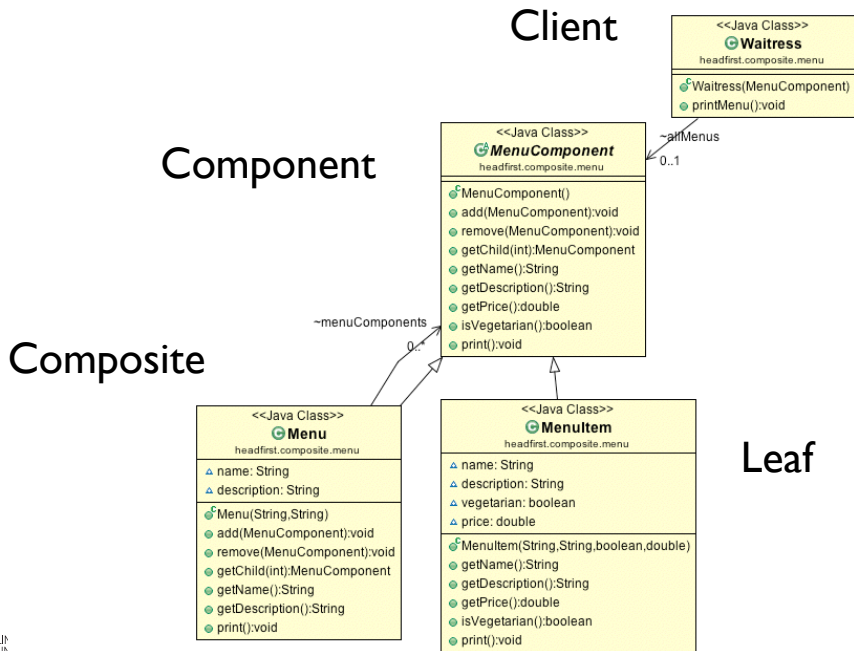 Client
<<Java Class>>
Waitress
headfirst.composite.menu
Waitress(MenuComponent)
printMenu():void
~allMenus
0..1
Component
<<Java Class>>
MenuComponent
headfirst.composite.menu
MenuComponent()
add(MenuComponent):void
remove(MenuComponent):void
getChild(int):MenuComponent
getName():String
getDescription():String
getPrice():double
isVegetarian():boolean
print():void
~menuComponents
0..*
Composite
<<Java Class>>
Menu
headfirst.composite.menu
name: String
description: String
Menu(String,String)
add(MenuComponent):void
remove(MenuComponent):void
getChild(int):MenuComponent
getName():String
getDescription():String
print():void
<<Java Class>>
MenuItem
headfirst.composite.menu
name: String
description: String
vegetarian: boolean
price: double
MenuItem(String,String,boolean,double)
getName():String
getDescription():String
getPrice():double
isVegetarian():boolean
print():void
Leaf